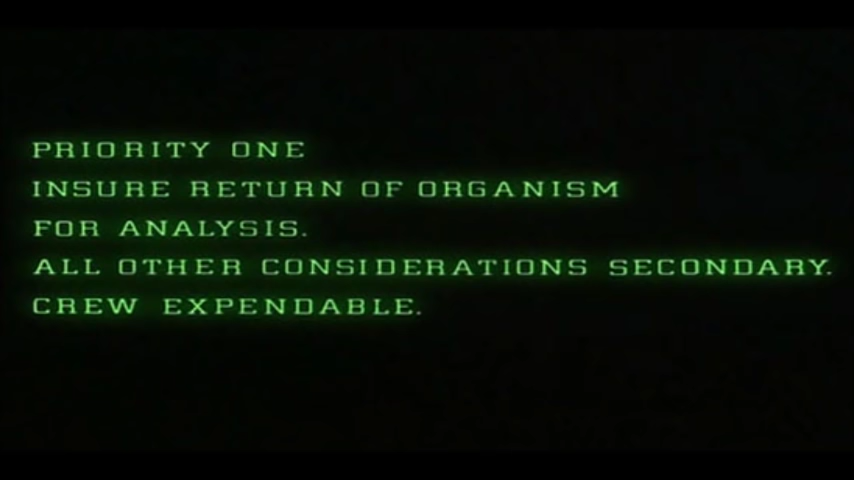 PRIORITY ONE
INSURE RETURN OF ORGANISM
FOR ANALYSIS.
ALL OTHER CONSIDERATIONS SECONDARY.
CREW EXPENDABLE.